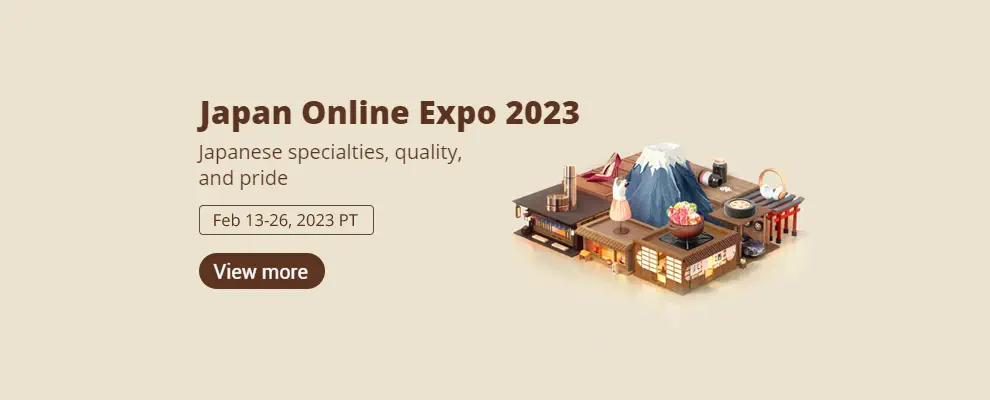 Japan Online Expo 2023
Japanese specialties, quality,
and pride
Feb 13-26, 2023 PT
View more